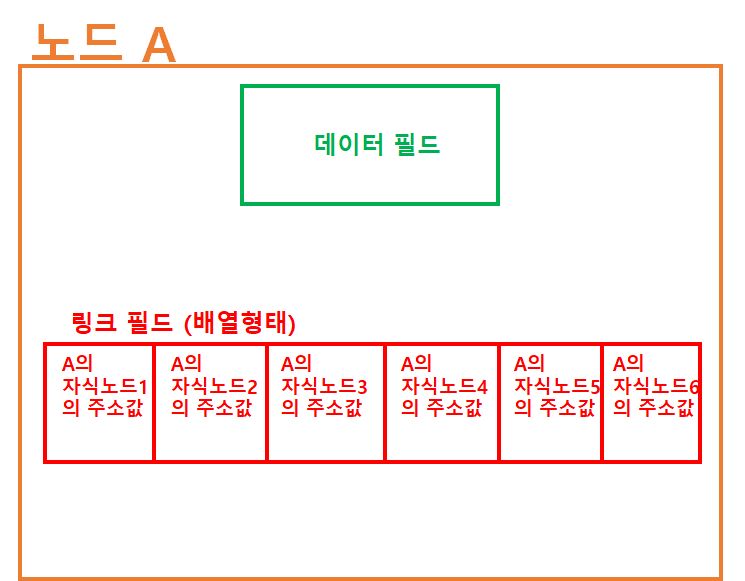 노드 A
데이터 필드
링크 필드 (배열형태)
A의
자식노드1
의 주소값
A의
자식노드2
의 주소값
A의
자식노드3
의 주소값
A의
자식노드4
의 주소값
A의
자식노드5
의 주소값
A의
자식노드6
의 주소값